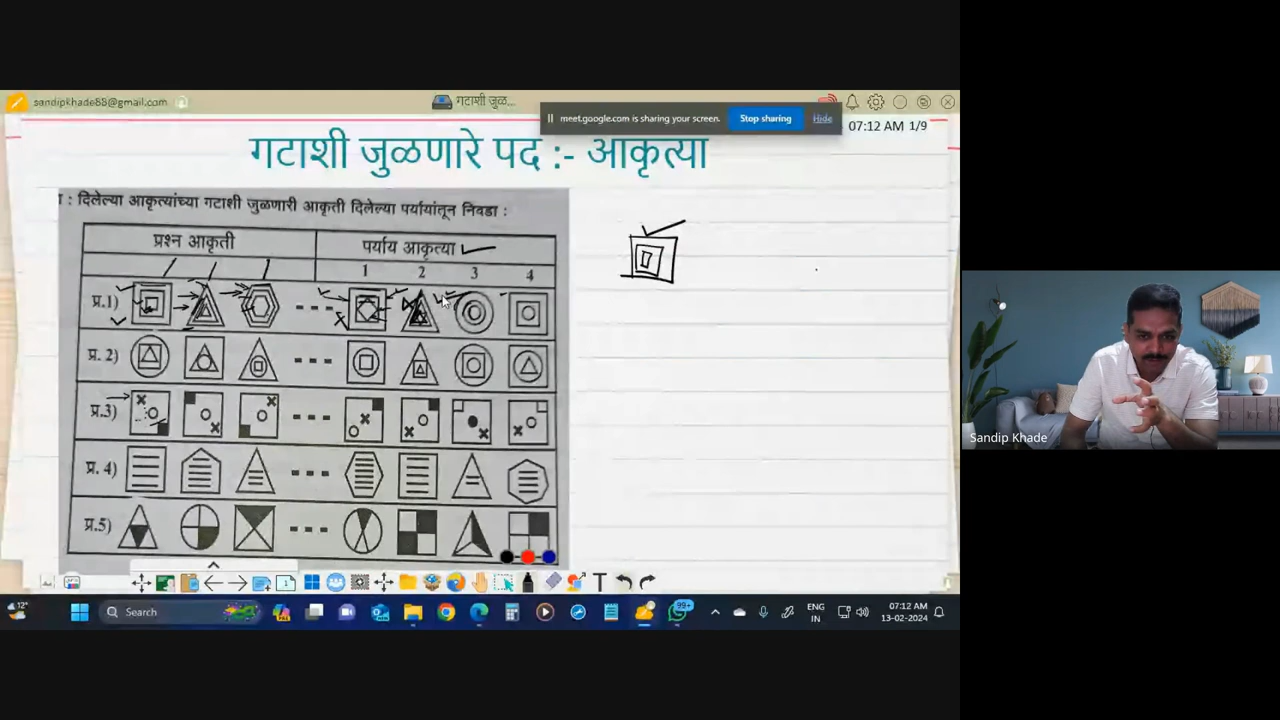 sandipkhade88@gmail.com
गटाशी जुळ...
meet.google.com is sharing your screen.
Stop sharing
Hide
07:12 AM 1/9
गटाशी जुळणारे पद :- आकृत्या
: दिलेल्या आकृत्यांच्या गटाशी जुळणारी आकृती दिलेल्या पर्यायांतून निवडा :
प्रश्न आकृती
पर्याय आकृत्या
1 2 3 4
प्र.1)
प्र. 2)
प्र.3)
प्र. 4)
प्र.5)
Sandip Khade
T
12°
Search
99+
ENG
IN
07:12 AM
13-02-2024